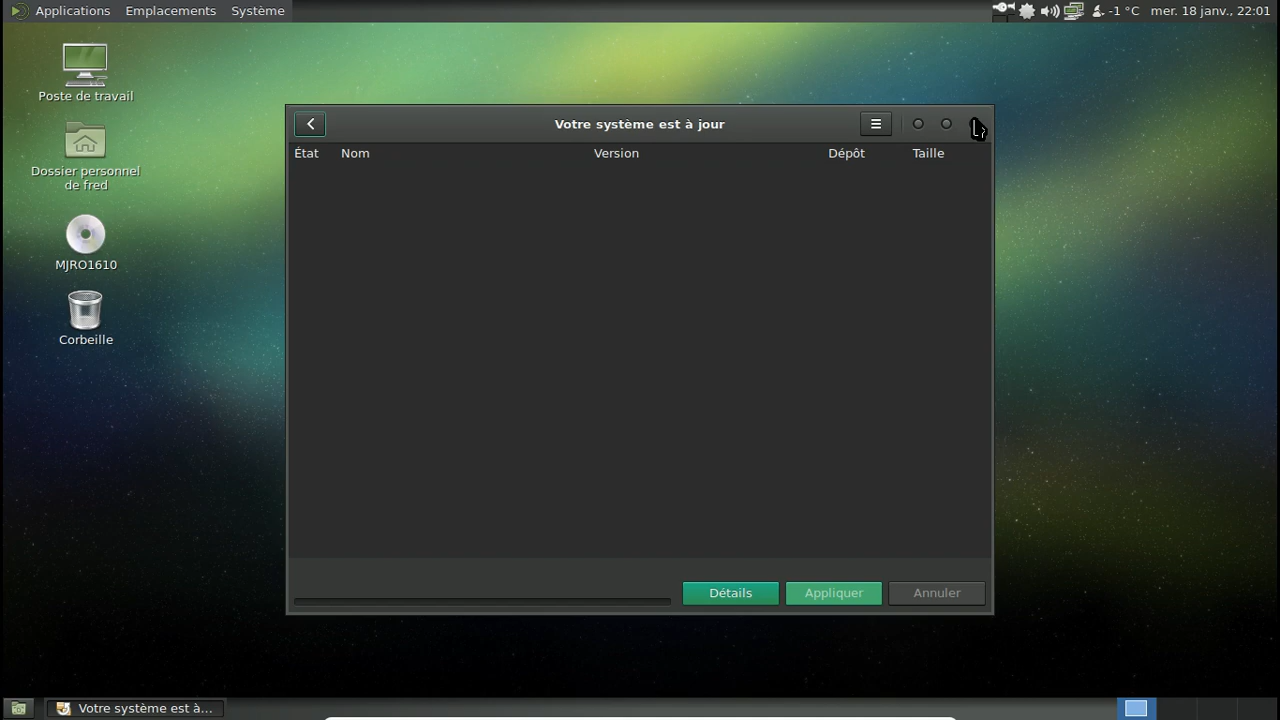 Applications Emplacements Système
-1 °C mer. 18 janv., 22:01
Poste de travail
Dossier personnel
de fred
MJRO1610
Corbeille
Votre système est à jour
État Nom Version Dépôt Taille
Détails Appliquer Annuler
Votre système est à...